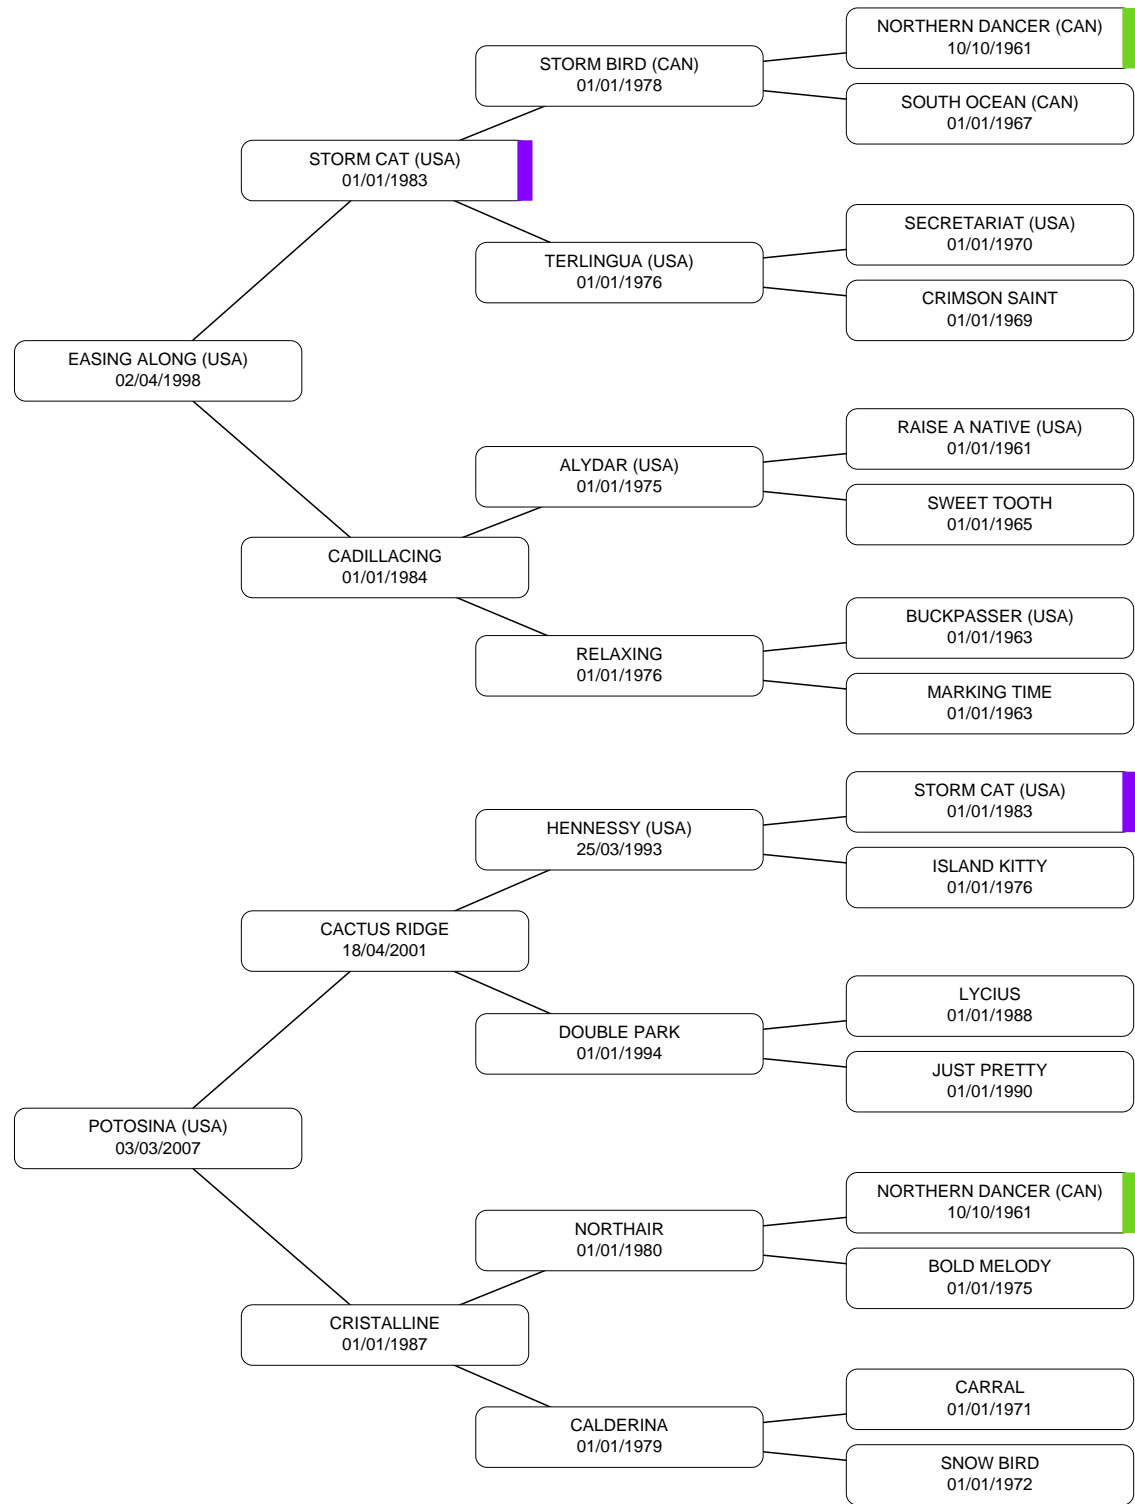 NORTHERN DANCER (CAN)
10/10/1961
STORM BIRD (CAN)
01/01/1978
SOUTH OCEAN (CAN)
01/01/1967
STORM CAT (USA)
01/01/1983
SECRETARIAT (USA)
01/01/1970
TERLINGUA (USA)
01/01/1976
CRIMSON SAINT
01/01/1969
EASING ALONG (USA)
02/04/1998
RAISE A NATIVE (USA)
01/01/1961
ALYDAR (USA)
01/01/1975
SWEET TOOTH
01/01/1965
CADILLACING
01/01/1984
BUCKPASSER (USA)
01/01/1963
RELAXING
01/01/1976
MARKING TIME
01/01/1963
STORM CAT (USA)
01/01/1983
HENNESSY (USA)
25/03/1993
ISLAND KITTY
01/01/1976
CACTUS RIDGE
18/04/2001
LYCIUS
01/01/1988
DOUBLE PARK
01/01/1994
JUST PRETTY
01/01/1990
POTOSINA (USA)
03/03/2007
NORTHERN DANCER (CAN)
10/10/1961
NORTHAIR
01/01/1980
BOLD MELODY
01/01/1975
CRISTALLINE
01/01/1987
CARRAL
01/01/1971
CALDERINA
01/01/1979
SNOW BIRD
01/01/1972